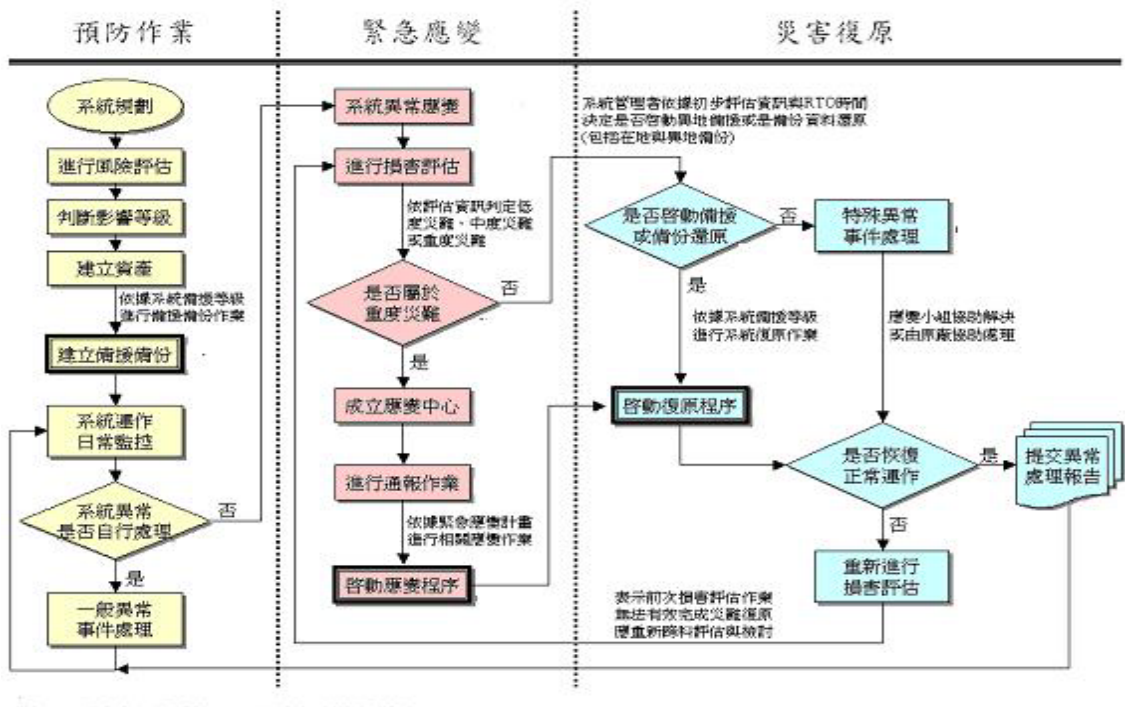 預防作業
緊急應變
災害復原
系統規劃
進行風險評估
判斷影響等級
建立資產
依據系統備援等級
進行備援備份作業
建立備援備份
系統運作
日常監控
系統異常
是否自行處理
否
是
一般異常
事件處理
系統異常應變
進行損害評估
依評估資訊判定低
度災難、中度災難
或重度災難
是否屬於
重度災難
否
是
成立應變中心
進行通報作業
依據緊急應變計畫
進行相關應變作業
啓動應變程序
系統管理者依據初步評估資訊與RTO時間
決定是否啓動異地備援或是備份資料還原
(包括在地與異地備份)
是否啓動備援
或備份還原
否
特殊異常
事件處理
是
依據系統備援等級
進行系統復原作業
應變小組協助解決
或由原廠協助處理
啓動復原程序
是否恢復
正常運作
是
提交異常
處理報告
否
重新進行
損害評估
表示前次損害評估作業
無法有效完成災難復原
應重新評估與檢討